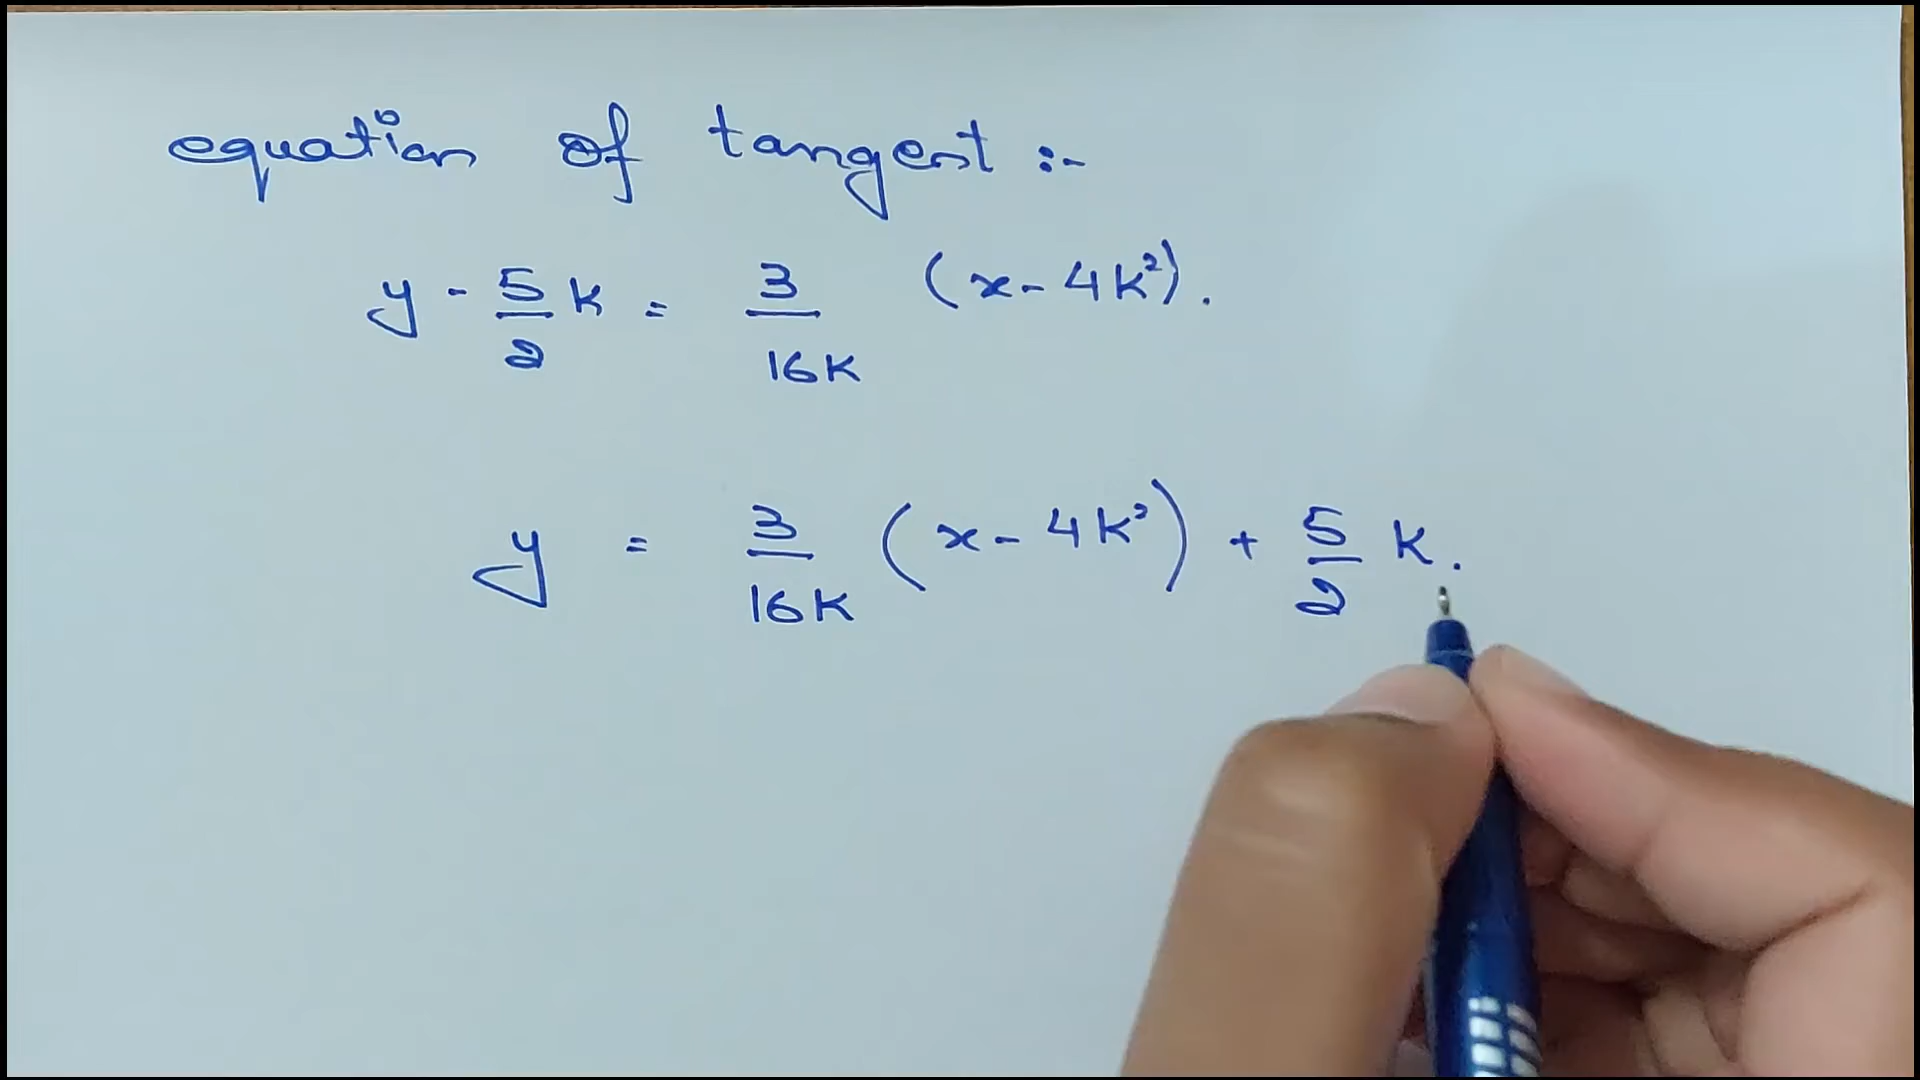 equation of tangent :-
y - 5/2 K = 3/16K (x - 4K²).
y = 3/16K (x - 4K²) + 5/2 K.